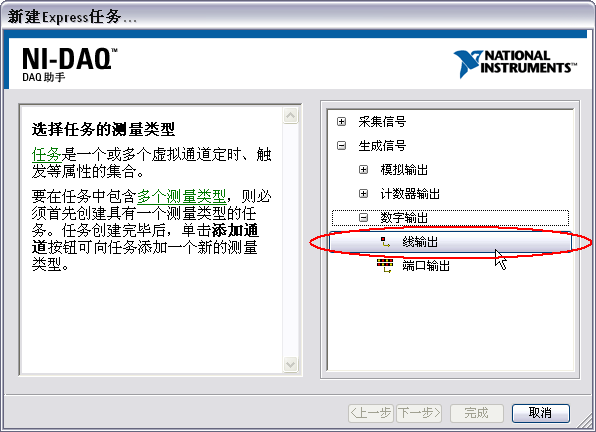 新建Express任务...
NI-DAQ™
DAQ 助手
NATIONAL
INSTRUMENTS™
选择任务的测量类型
任务是一个或多个虚拟通道定时、触
发等属性的集合。
要在任务中包含多个测量类型，则必
须首先创建具有一个测量类型的任
务。任务创建完毕后，单击添加通
道按钮可向任务添加一个新的测量
类型。
采集信号
生成信号
模拟输出
计数器输出
数字输出
线输出
端口输出
<上一步
下一步>
完成
取消